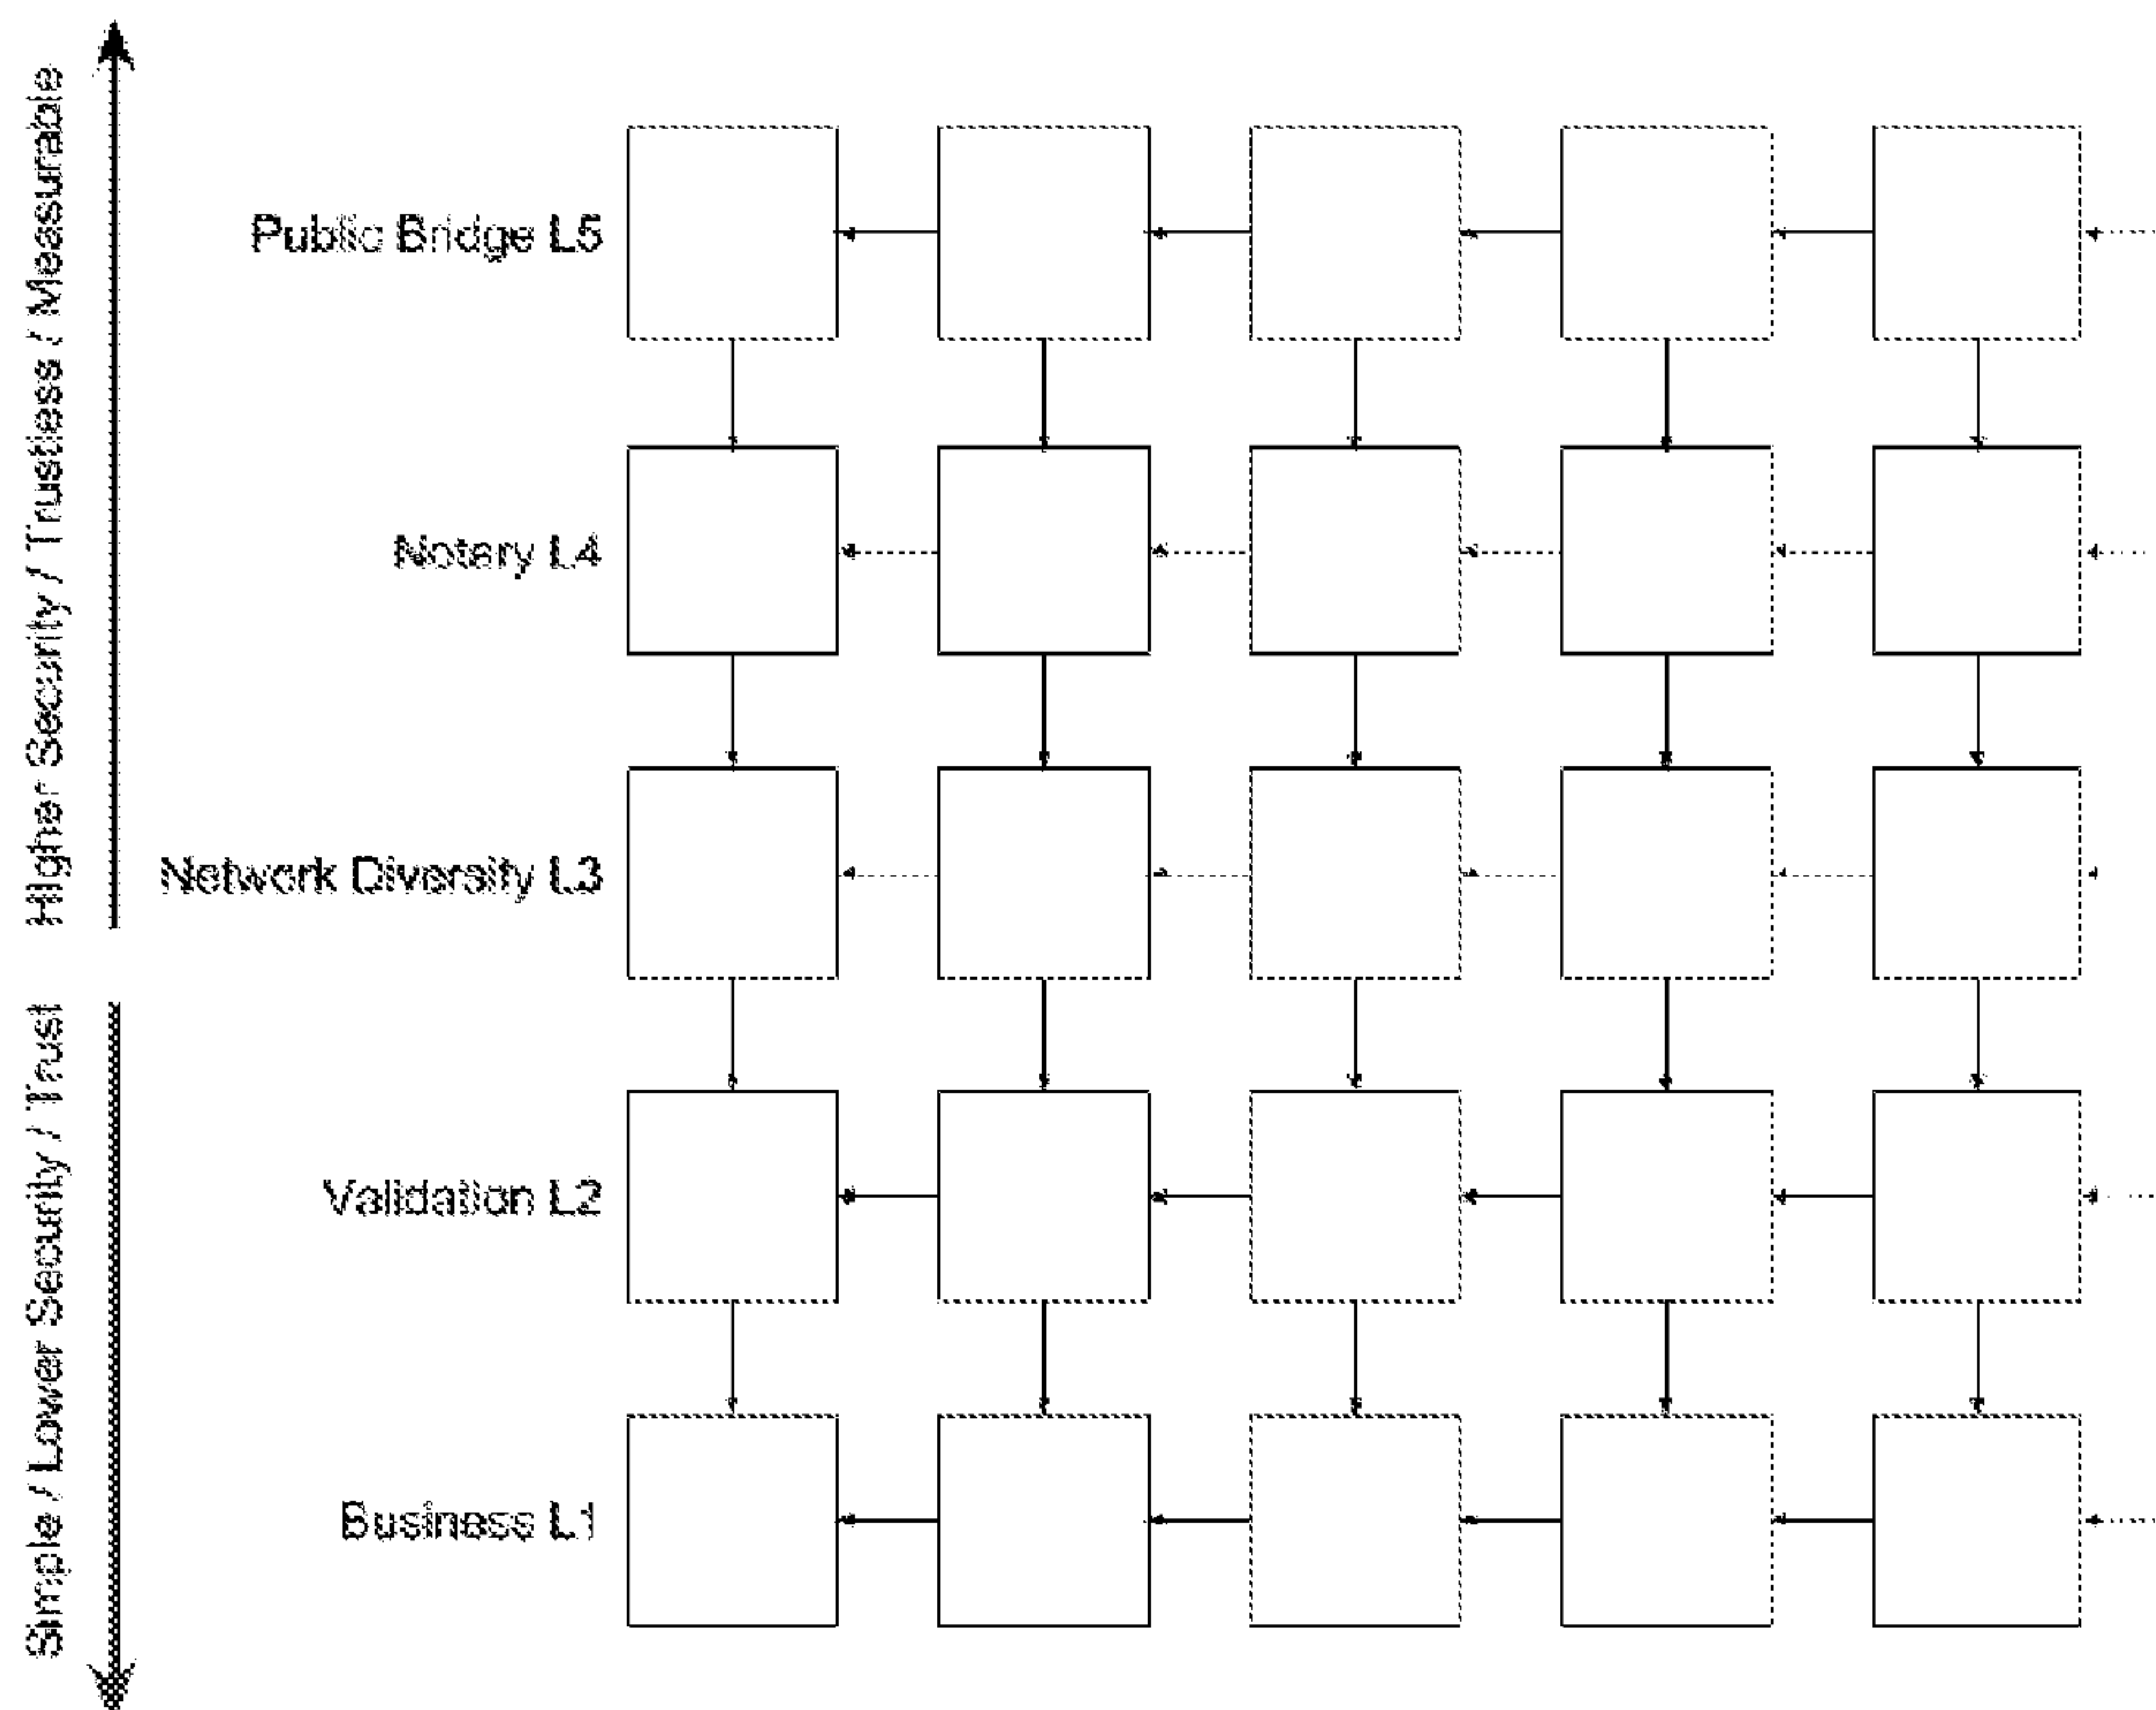 Higher Security / Trustless / Measurable
Public Bridge L5
Notary L4
Network Diversity L3
Simple / Lower Security / Trust
Validation L2
Business L1